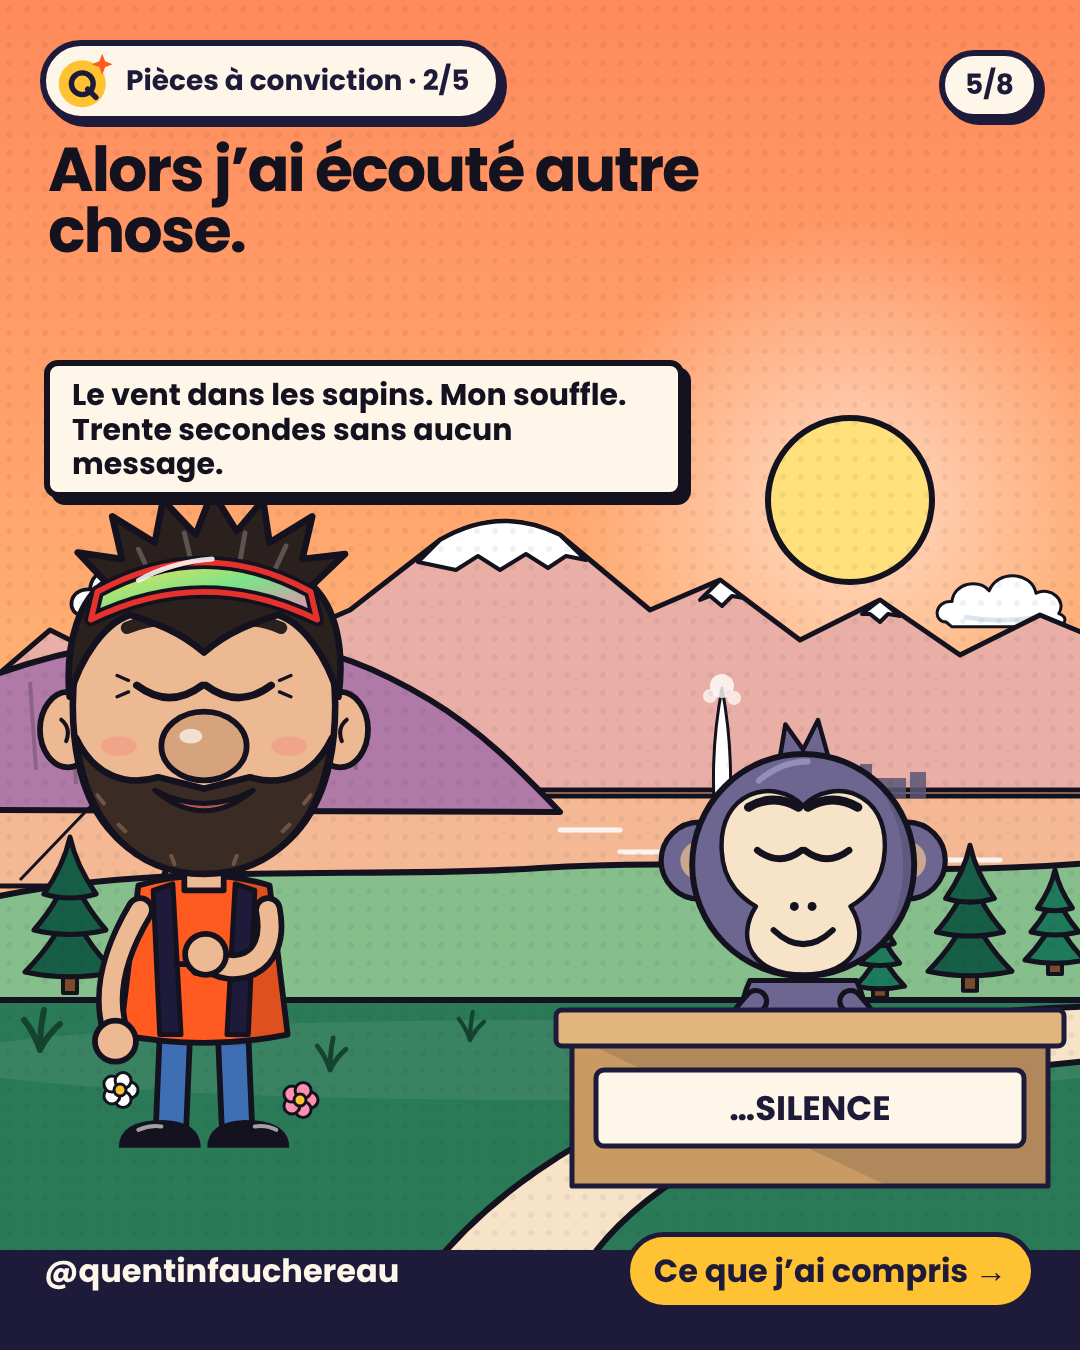 Q Pièces à conviction · 2/5
5/8
Alors j’ai écouté autre
chose.
Le vent dans les sapins. Mon souffle.
Trente secondes sans aucun
message.
...SILENCE
@quentinfauchereau
Ce que j’ai compris →